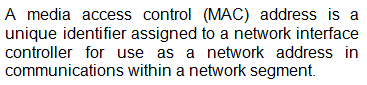 A media access control (MAC) address is a
unique identifier assigned to a network interface
controller for use as a network address in
communications within a network segment.